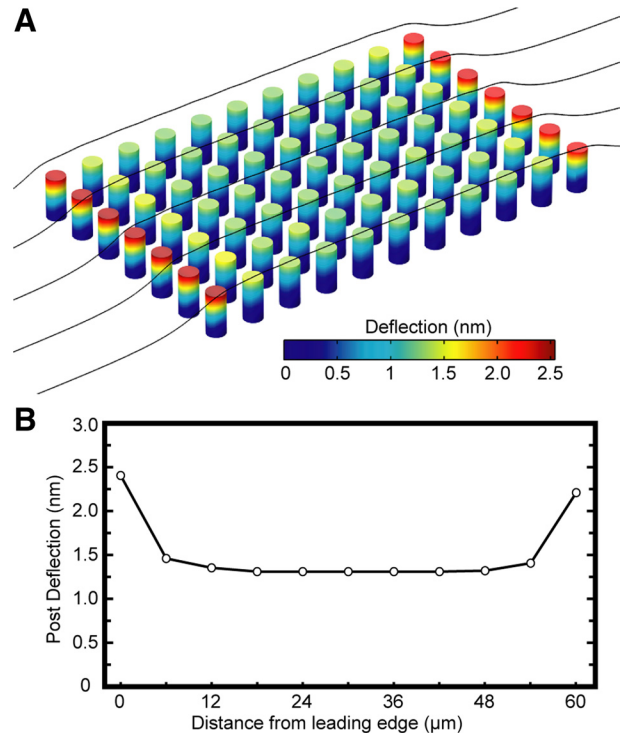 A
Deflection (nm)
0 0.5 1 1.5 2.0 2.5
B
3.0
2.5
2.0
1.5
1.0
0.5
0
Post Deflection (nm)
0 12 24 36 48 60
Distance from leading edge (μm)